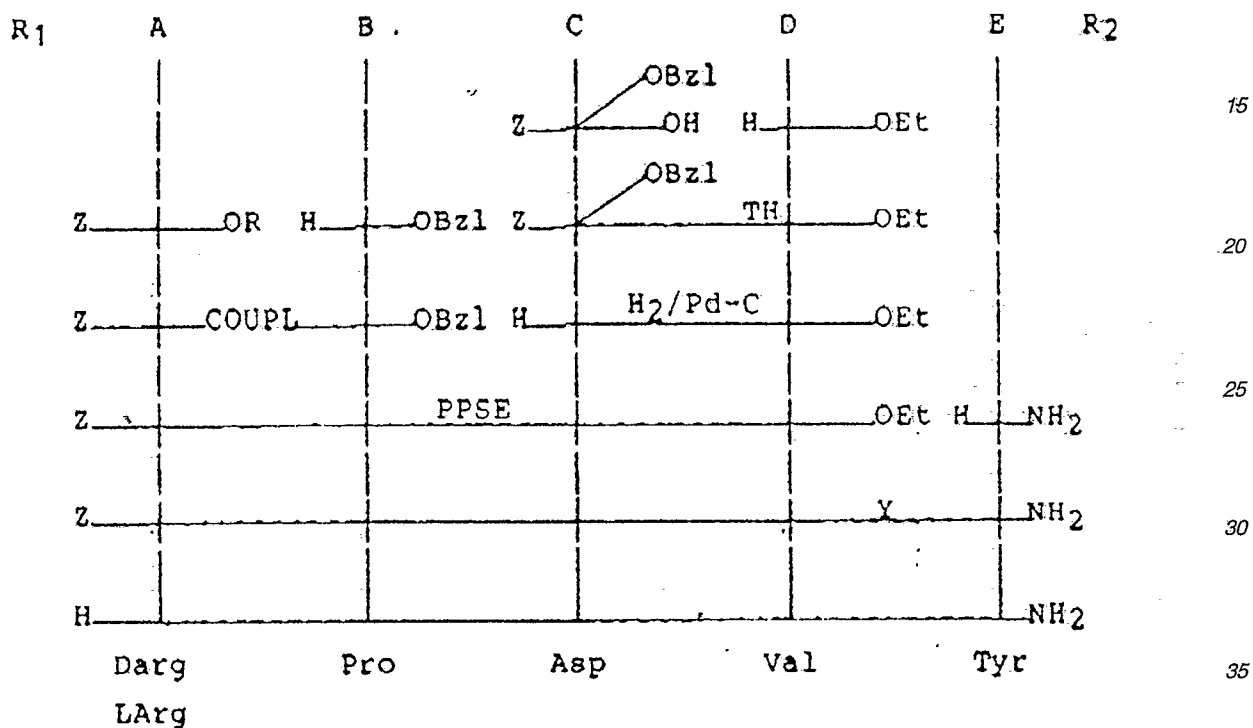 R1 A B . C D E R2
OBzl
15
Z OH H OEt
OBzl
Z OR H OBzl Z TH OEt
20
Z COUPL OBzl H H2/Pd-C OEt
25
Z PPSE OEt H NH2
Z Y NH2
30
H NH2
Darg Pro Asp Val Tyr
35
LArg